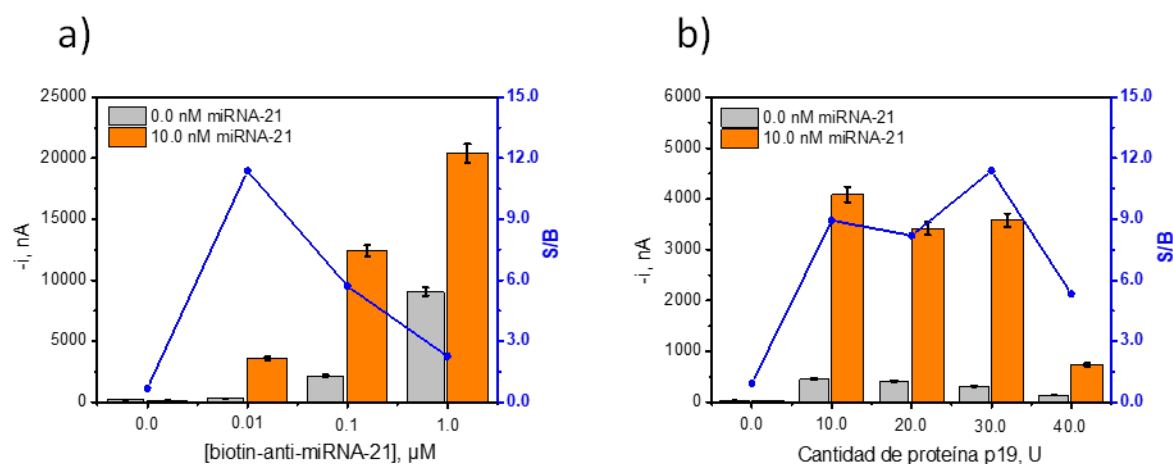 a)
25000
20000
15000
10000
5000
0
-i, nA
0.0 nM miRNA-21
10.0 nM miRNA-21
15.0
12.0
9.0
6.0
3.0
0.0
S/B
0.0
0.01
0.1
1.0
[biotin-anti-miRNA-21], µM
b)
6000
5000
4000
3000
2000
1000
0
-i, nA
0.0 nM miRNA-21
10.0 nM miRNA-21
15.0
12.0
9.0
6.0
3.0
0.0
S/B
0.0
10.0
20.0
30.0
40.0
Cantidad de proteína p19, U